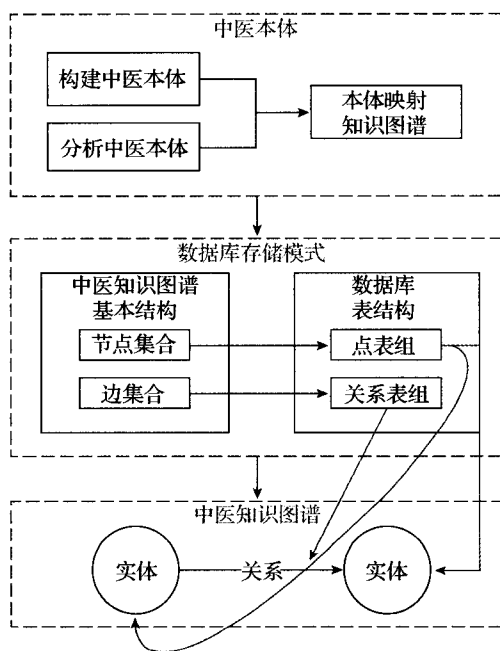 中医本体
构建中医本体
分析中医本体
本体映射
知识图谱
数据库存储模式
中医知识图谱
基本结构
节点集合
边集合
数据库
表结构
点表组
关系表组
中医知识图谱
实体
关系
实体